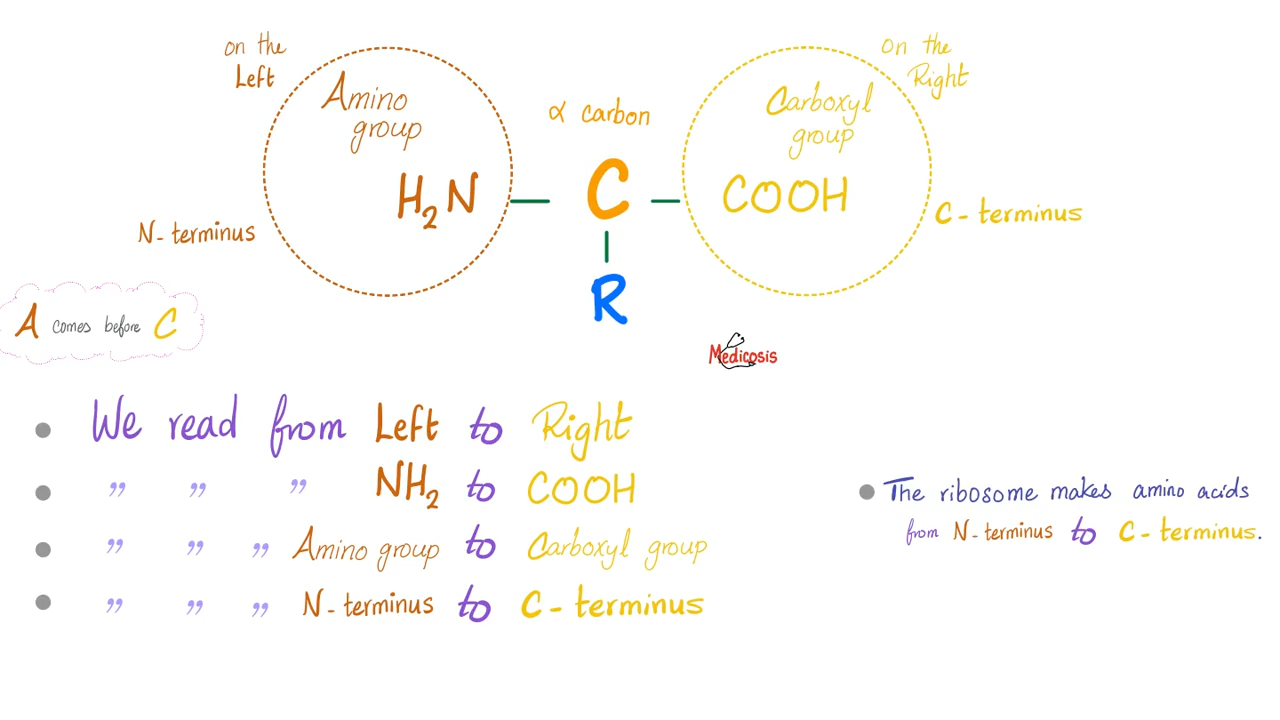 on the
Left
Amino
group
H₂N
N-terminus
α carbon
C
R
on the
Right
Carboxyl
group
COOH
C-terminus
A comes before C
Medicosis
We read from Left to Right
” ” ” NH₂ to COOH
” ” ” Amino group to Carboxyl group
” ” ” N-terminus to C-terminus
The ribosome makes amino acids
from N-terminus to C-terminus.